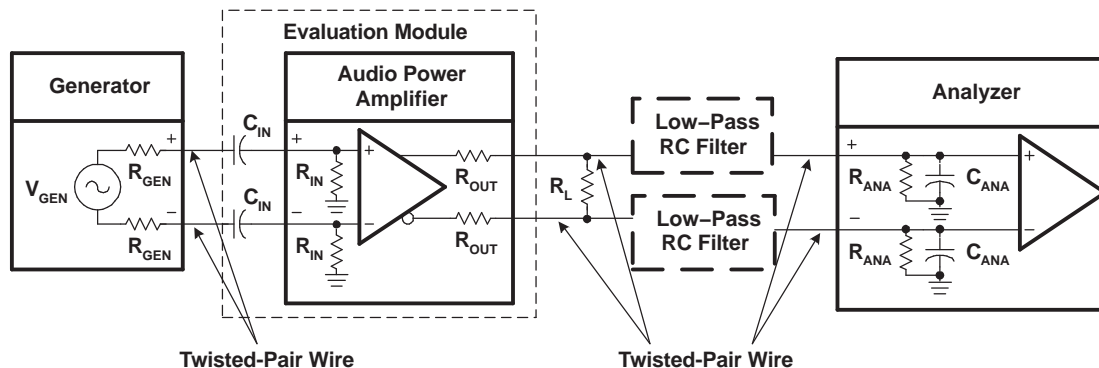 Evaluation Module
Generator
Audio Power
Amplifier
Analyzer
Low−Pass
RC Filter
Low−Pass
RC Filter
V_GEN
R_GEN
R_GEN
+
−
C_IN
C_IN
+
−
R_IN
R_IN
+
−
R_OUT
R_OUT
R_L
+
−
R_ANA
R_ANA
C_ANA
C_ANA
+
−
Twisted-Pair Wire
Twisted-Pair Wire